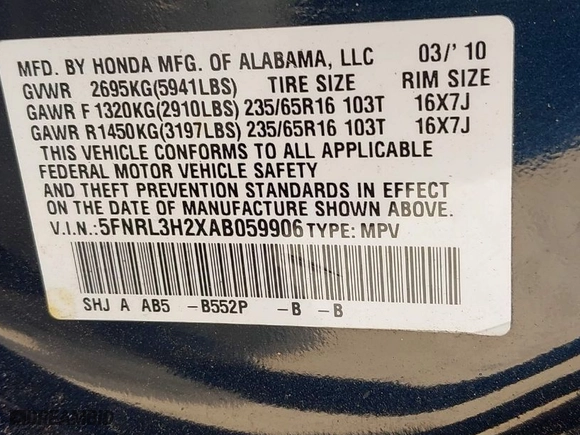 MFD. BY HONDA MFG. OF ALABAMA, LLC 03/' 10
GVWR 2695KG(5941LBS) TIRE SIZE RIM SIZE
GAWR F 1320KG(2910LBS) 235/65R16 103T 16X7J
GAWR R1450KG(3197LBS) 235/65R16 103T 16X7J
THIS VEHICLE CONFORMS TO ALL APPLICABLE
FEDERAL MOTOR VEHICLE SAFETY
AND THEFT PREVENTION STANDARDS IN EFFECT
ON THE DATE OF MANUFACTURE SHOWN ABOVE.
V.I.N.:5FNRL3H2XAB059906 TYPE: MPV
SHJ A AB5 -B552P -B -B